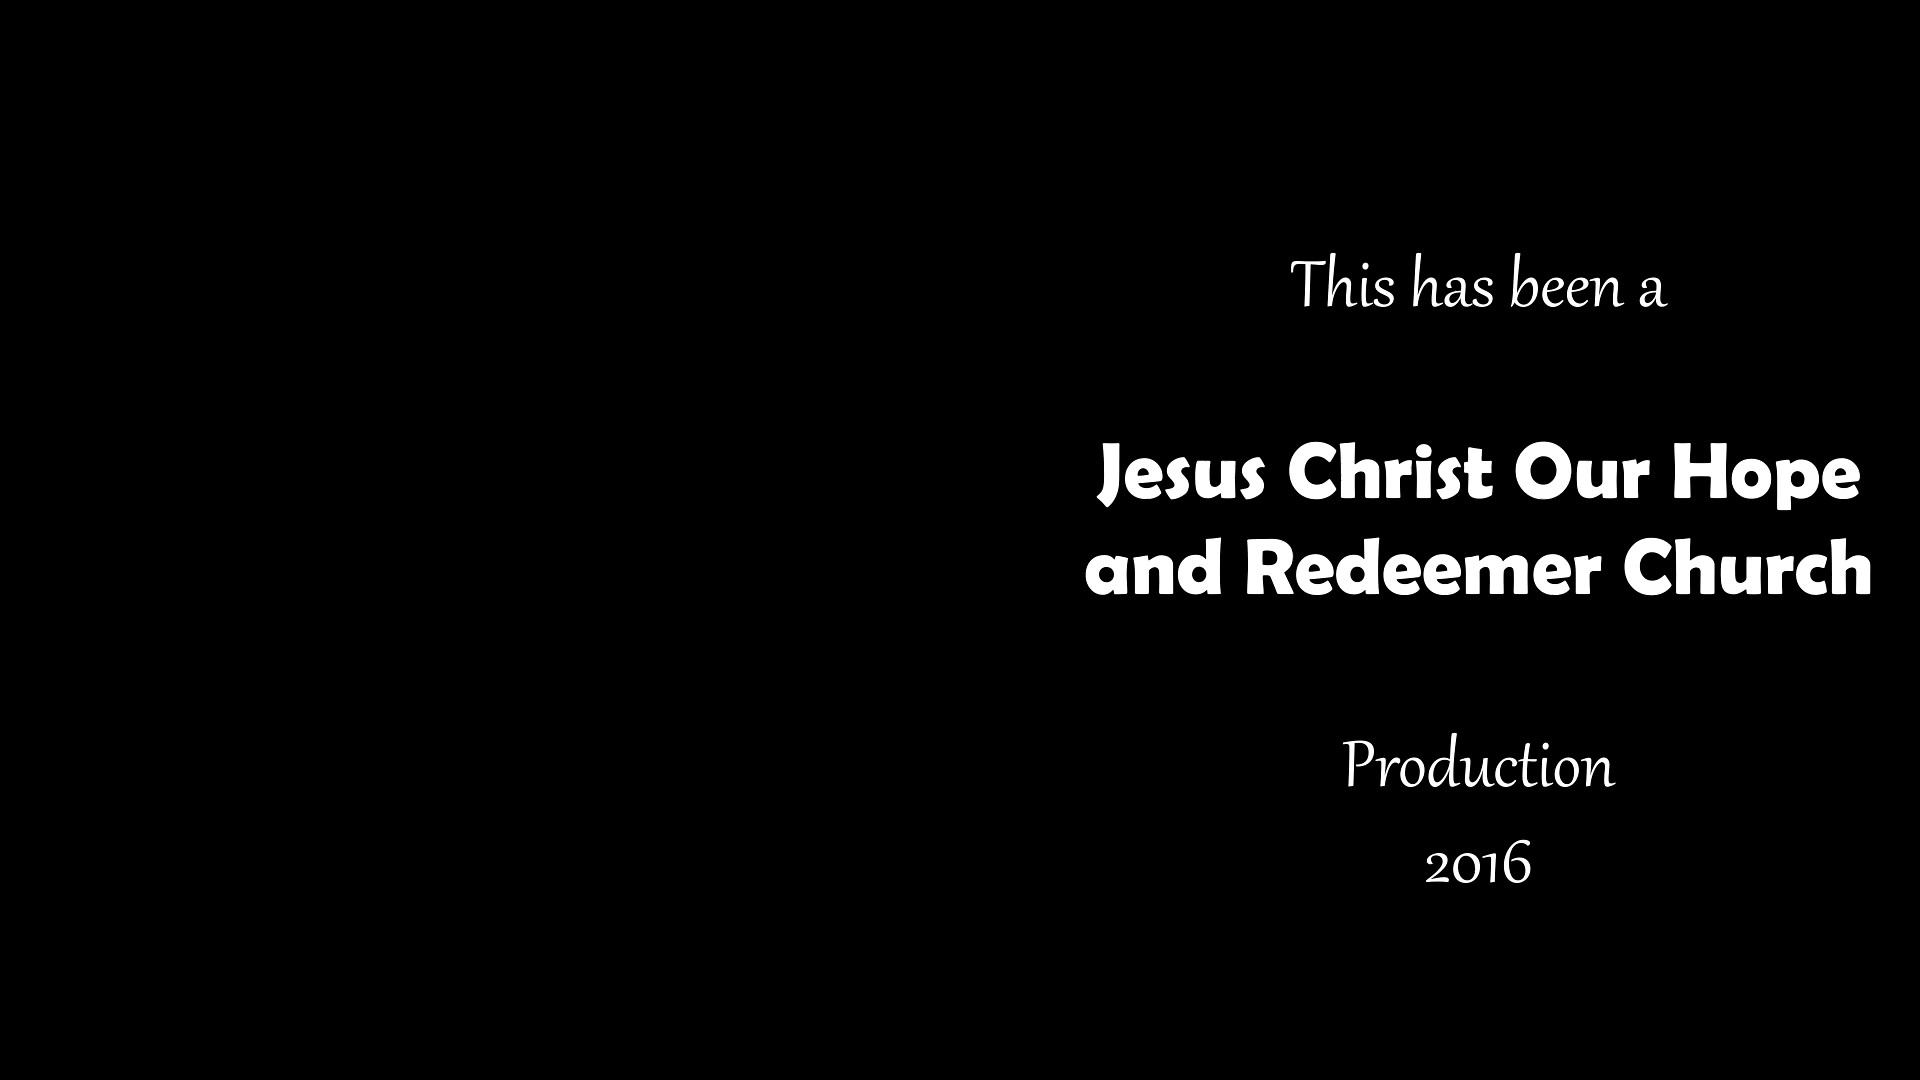 This has been a
Jesus Christ Our Hope
and Redeemer Church
Production
2016